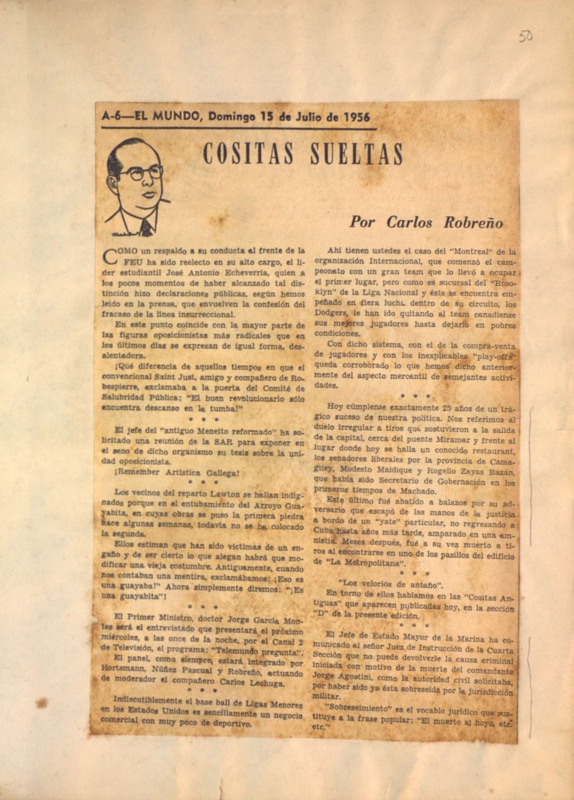 50
A-6—EL MUNDO, Domingo 15 de Julio de 1956
COSITAS SUELTAS
Por Carlos Robreño
COMO un respaldo a su conducta al frente de la
FEU ha sido reelecto en su alto cargo, el lí-
der estudiantil José Antonio Echeverría, quien a
los pocos momentos de haber alcanzado tal dis-
tinción hizo declaraciones públicas, según hemos
leído en la prensa, que envuelven la confesión del
fracaso de la línea insurreccional.
En este punto coincide con la mayor parte de
las figuras oposicionistas más radicales que en
los últimos días se expresan de igual forma, des-
alentadora.
¡Qué diferencia de aquellos tiempos en que el
convencional Saint Just, amigo y compañero de Ro-
bespierre, exclamaba a la puerta del Comité de
Salubridad Pública: "El buen revolucionario sólo
encuentra descanso en la tumba!"
* * *
El jefe del "antiguo Meneito reformado" ha so-
licitado una reunión de la SAR para exponer en
el seno de dicho organismo su tesis sobre la uni-
dad oposicionista.
¡Remember Artística Gallega!
* * *
Los vecinos del reparto Lawton se hallan indig-
nados porque en el entubamiento del Arroyo Gua-
yabita, en cuyas obras se puso la primera piedra
hace algunas semanas, todavía no se ha colocado
la segunda.
Ellos estiman que han sido víctimas de un en-
gaño y de ser cierto lo que alegan habrá que mo-
dificar una vieja costumbre. Antiguamente, cuando
nos contaban una mentira, exclamábamos: ¡Eso es
una guayaba!" Ahora simplemente diremos: "¡Es
una guayabita"!
* * *
El Primer Ministro, doctor Jorge García Mon-
tes será el entrevistado que presentará el próximo
miércoles, a las once de la noche, por el Canal 2
de Televisión, el programa: "Telemundo pregunta".
El panel, como siempre, estará integrado por
Hortsmann, Núñez Pascual y Robreño, actuando
de moderador el compañero Carlos Lechuga.
* * *
Indiscutiblemente el base ball de Ligas Menores
en los Estados Unidos es sencillamente un negocio
comercial con muy poco de deportivo.
Ahí tienen ustedes el caso del "Montreal" de la
organización Internacional, que comenzó el cam-
peonato con un gran team que lo llevó a ocupar
el primer lugar, pero como es sucursal del "Broo-
klyn" de la Liga Nacional y éste se encuentra em-
peñado en fiera lucha dentro de su circuito, los
Dodgers, le han ido quitando al team canadiense
sus mejores jugadores hasta dejarlo en pobres
condiciones.
Con dicho sistema, con el de la compra-venta
de jugadores y con los inexplicables "play-offs"
queda corroborado lo que hemos dicho anterior-
mente del aspecto mercantil de semejantes activi-
dades.
* * *
Hoy cúmplense exactamente 25 años de un trá-
gico suceso de nuestra política. Nos referimos al
duelo irregular a tiros que sostuvieron a la salida
de la capital, cerca del puente Miramar y frente al
lugar donde hoy se halla un conocido restaurant,
los senadores liberales por la provincia de Cama-
güey, Modesto Maidique y Rogelio Zayas Bazán,
que había sido Secretario de Gobernación en los
primeros tiempos de Machado.
Este último fué abatido a balazos por su ad-
versario que escapó de las manos de la justicia
a bordo de un "yate" particular, no regresando a
Cuba hasta años más tarde, amparado en una am-
nistía. Meses después, fué a su vez muerto a ti-
ros al encontrarse en uno de los pasillos del edificio
de "La Metropolitana".
* * *
"Los velorios de antaño".
En torno de ellos hablamos en las "Cositas An-
tiguas" que aparecen publicadas hoy, en la sección
"D" de la presente edición.
* * *
El Jefe de Estado Mayor de la Marina ha co-
municado al señor Juez de Instrucción de la Cuarta
Sección que no puede devolverle la causa criminal
iniciada con motivo de la muerte del comandante
Jorge Agostini, como la autoridad civil solicitaba,
por haber sido ya ésta sobreseída por la jurisdicción
militar.
"Sobreseimiento" es el vocablo jurídico que sus-
tituye a la frase popular: "El muerto al hoyo, etc.
etc."